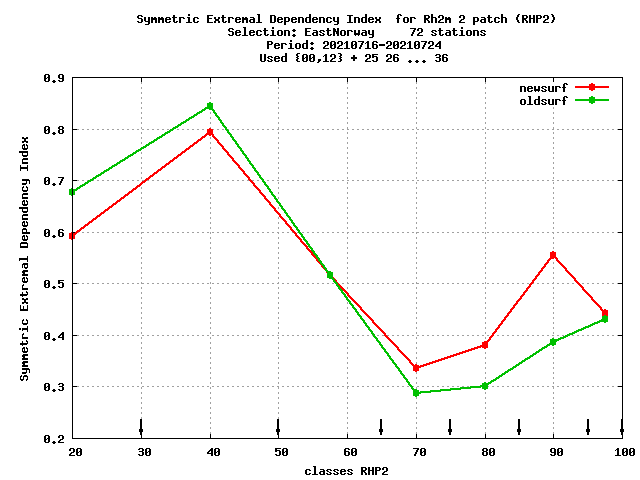 Symmetric Extremal Dependency Index  for Rh2m 2 patch (RHP2)
Selection: EastNorway     72 stations
Period: 20210716-20210724
Used {00,12} + 25 26 ... 36
newsurf
oldsurf
Symmetric Extremal Dependency Index
0.9
0.8
0.7
0.6
0.5
0.4
0.3
0.2
20 30 40 50 60 70 80 90 100
classes RHP2